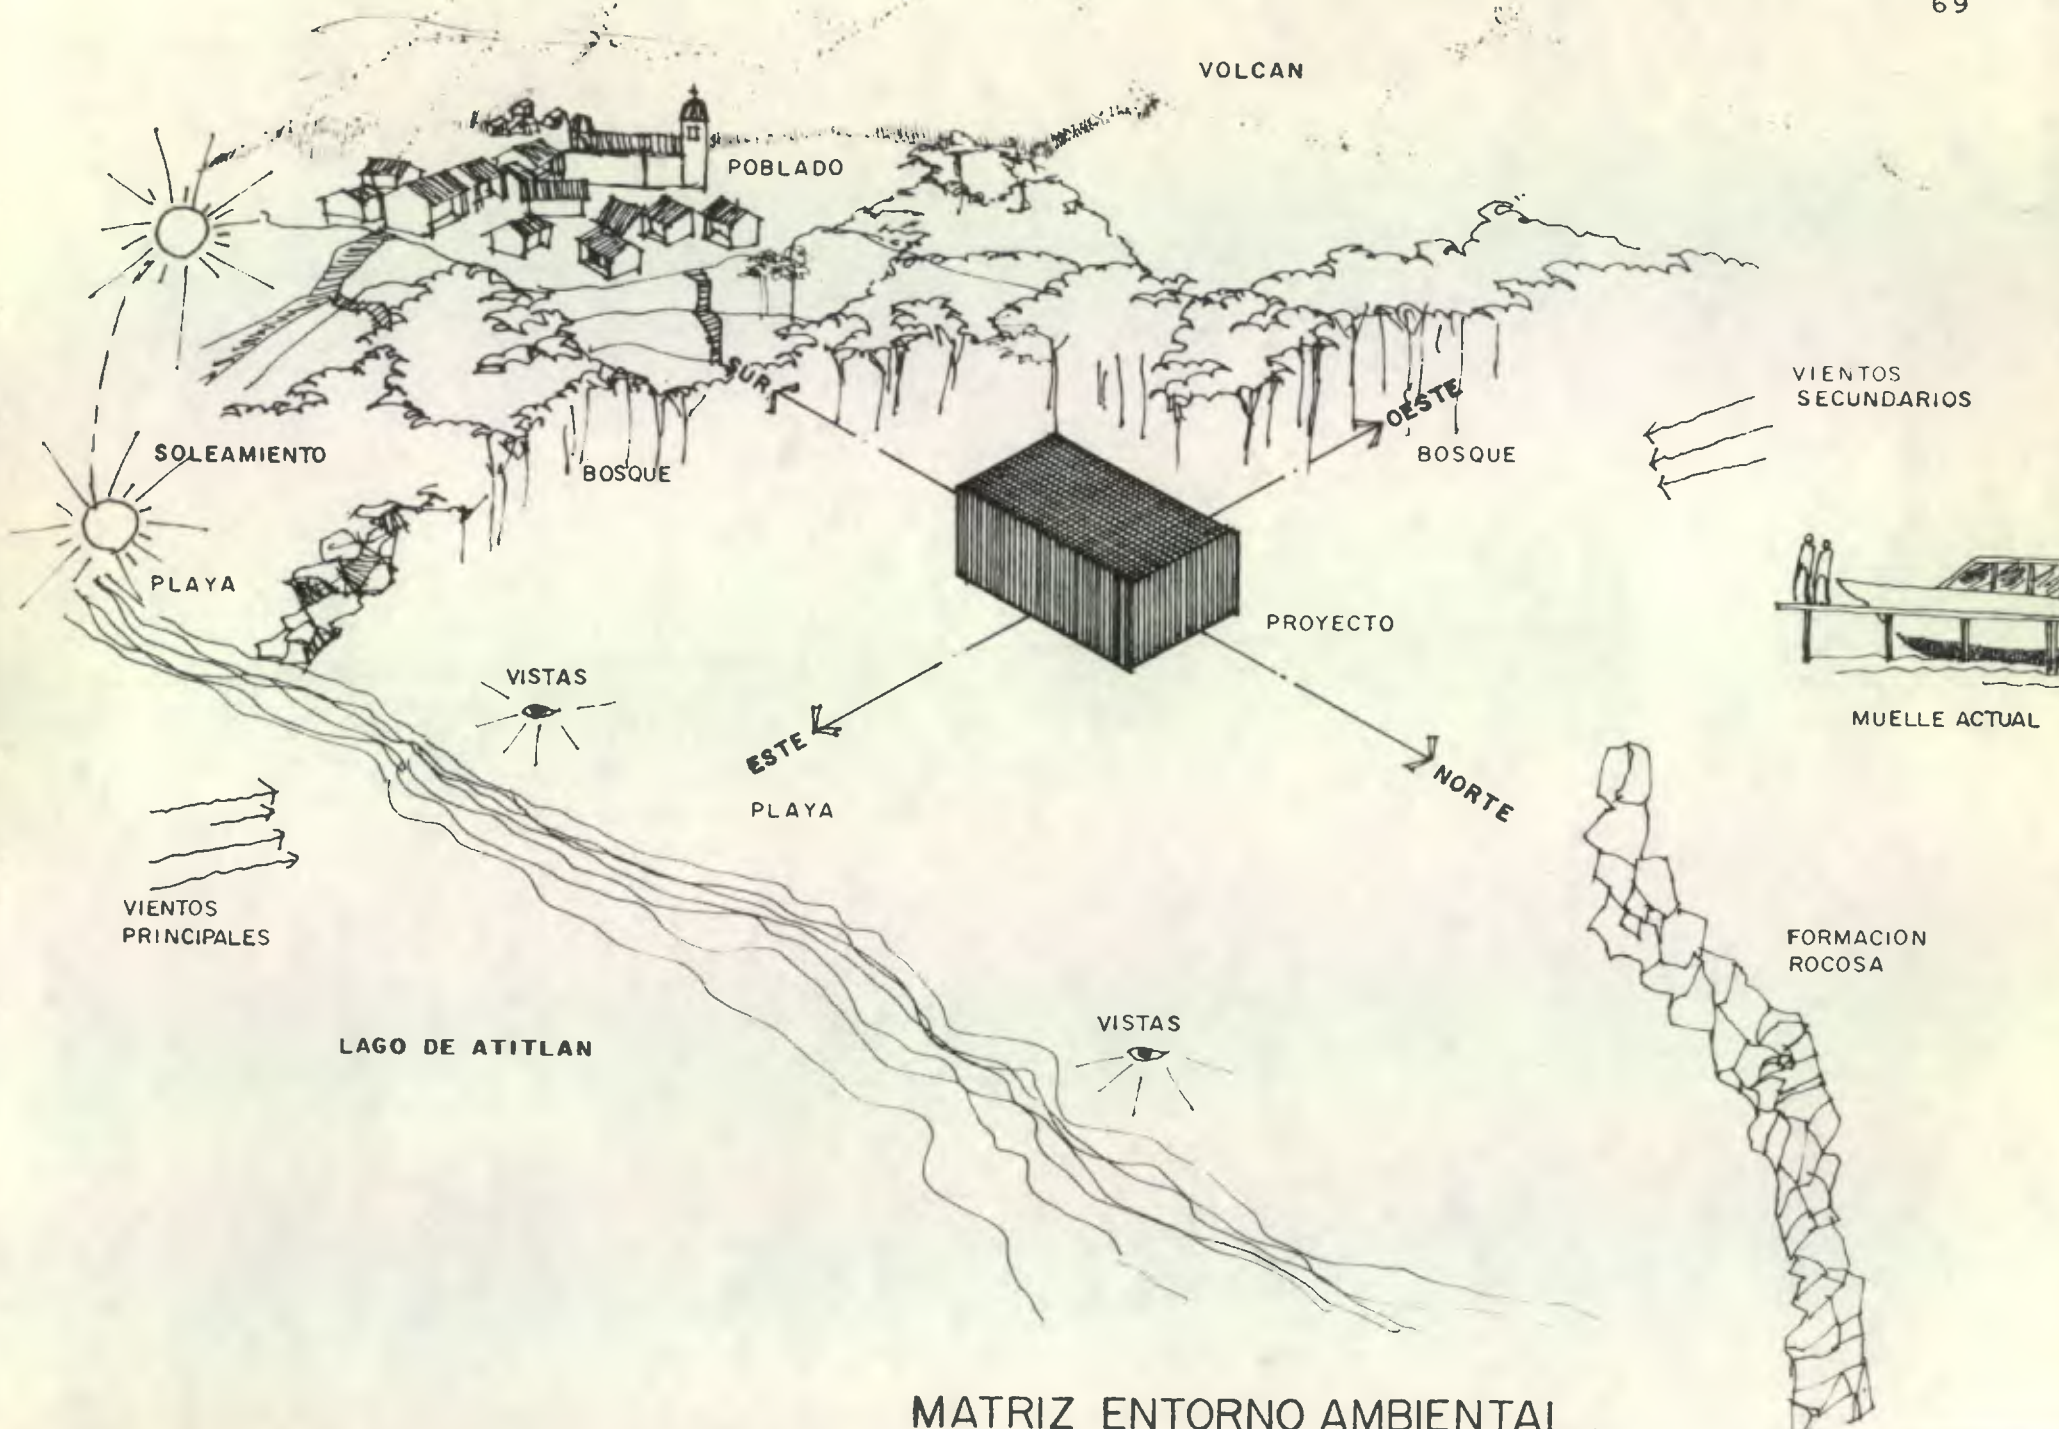 69
VOLCAN
POBLADO
SUR
OESTE
VIENTOS
SECUNDARIOS
SOLEAMIENTO
BOSQUE
BOSQUE
PLAYA
PROYECTO
VISTAS
MUELLE ACTUAL
ESTE
NORTE
PLAYA
VIENTOS
PRINCIPALES
FORMACION
ROCOSA
VISTAS
LAGO DE ATITLAN
MATRIZ ENTORNO AMBIENTAL